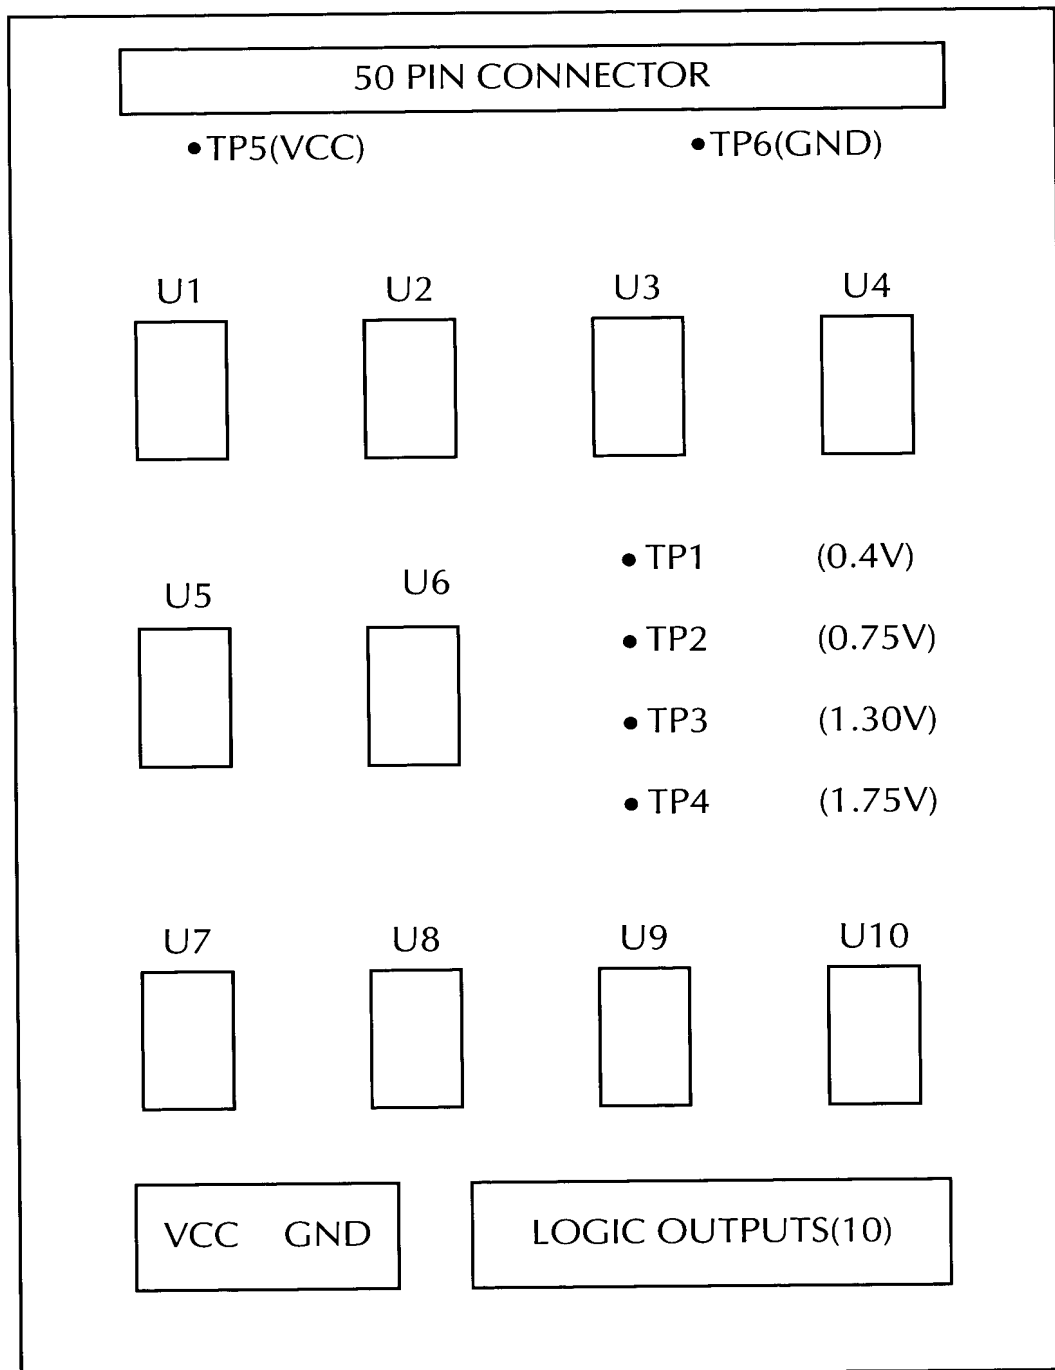 50 PIN CONNECTOR
•TP5(VCC) •TP6(GND)
U1 U2 U3 U4
•TP1 (0.4V)
U5 U6
•TP2 (0.75V)
•TP3 (1.30V)
•TP4 (1.75V)
U7 U8 U9 U10
VCC GND LOGIC OUTPUTS(10)